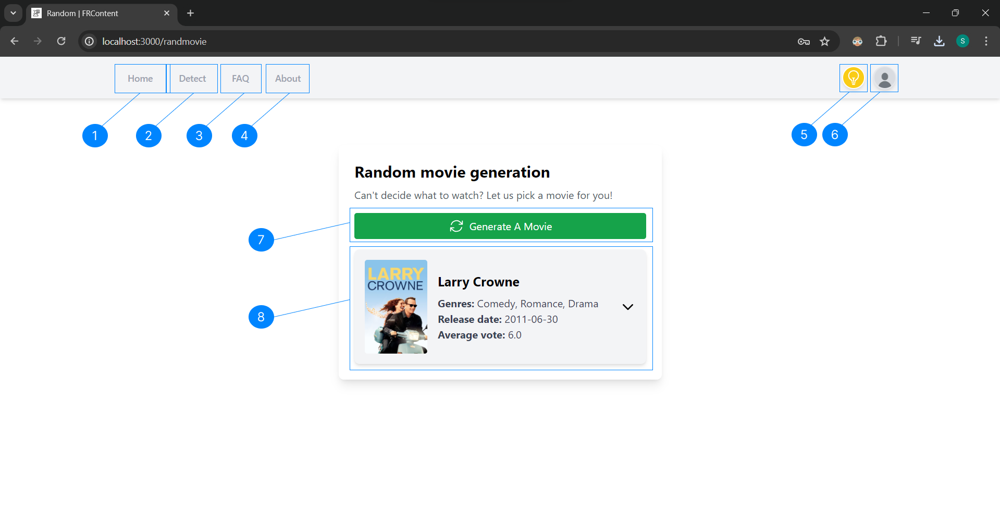 Random | FRContent
localhost:3000/randmovie
S
Home
Detect
FAQ
About
1
2
3
4
5
6
Random movie generation
Can't decide what to watch? Let us pick a movie for you!
7
Generate A Movie
8
LARRY
CROWNE
Larry Crowne
Genres: Comedy, Romance, Drama
Release date: 2011-06-30
Average vote: 6.0